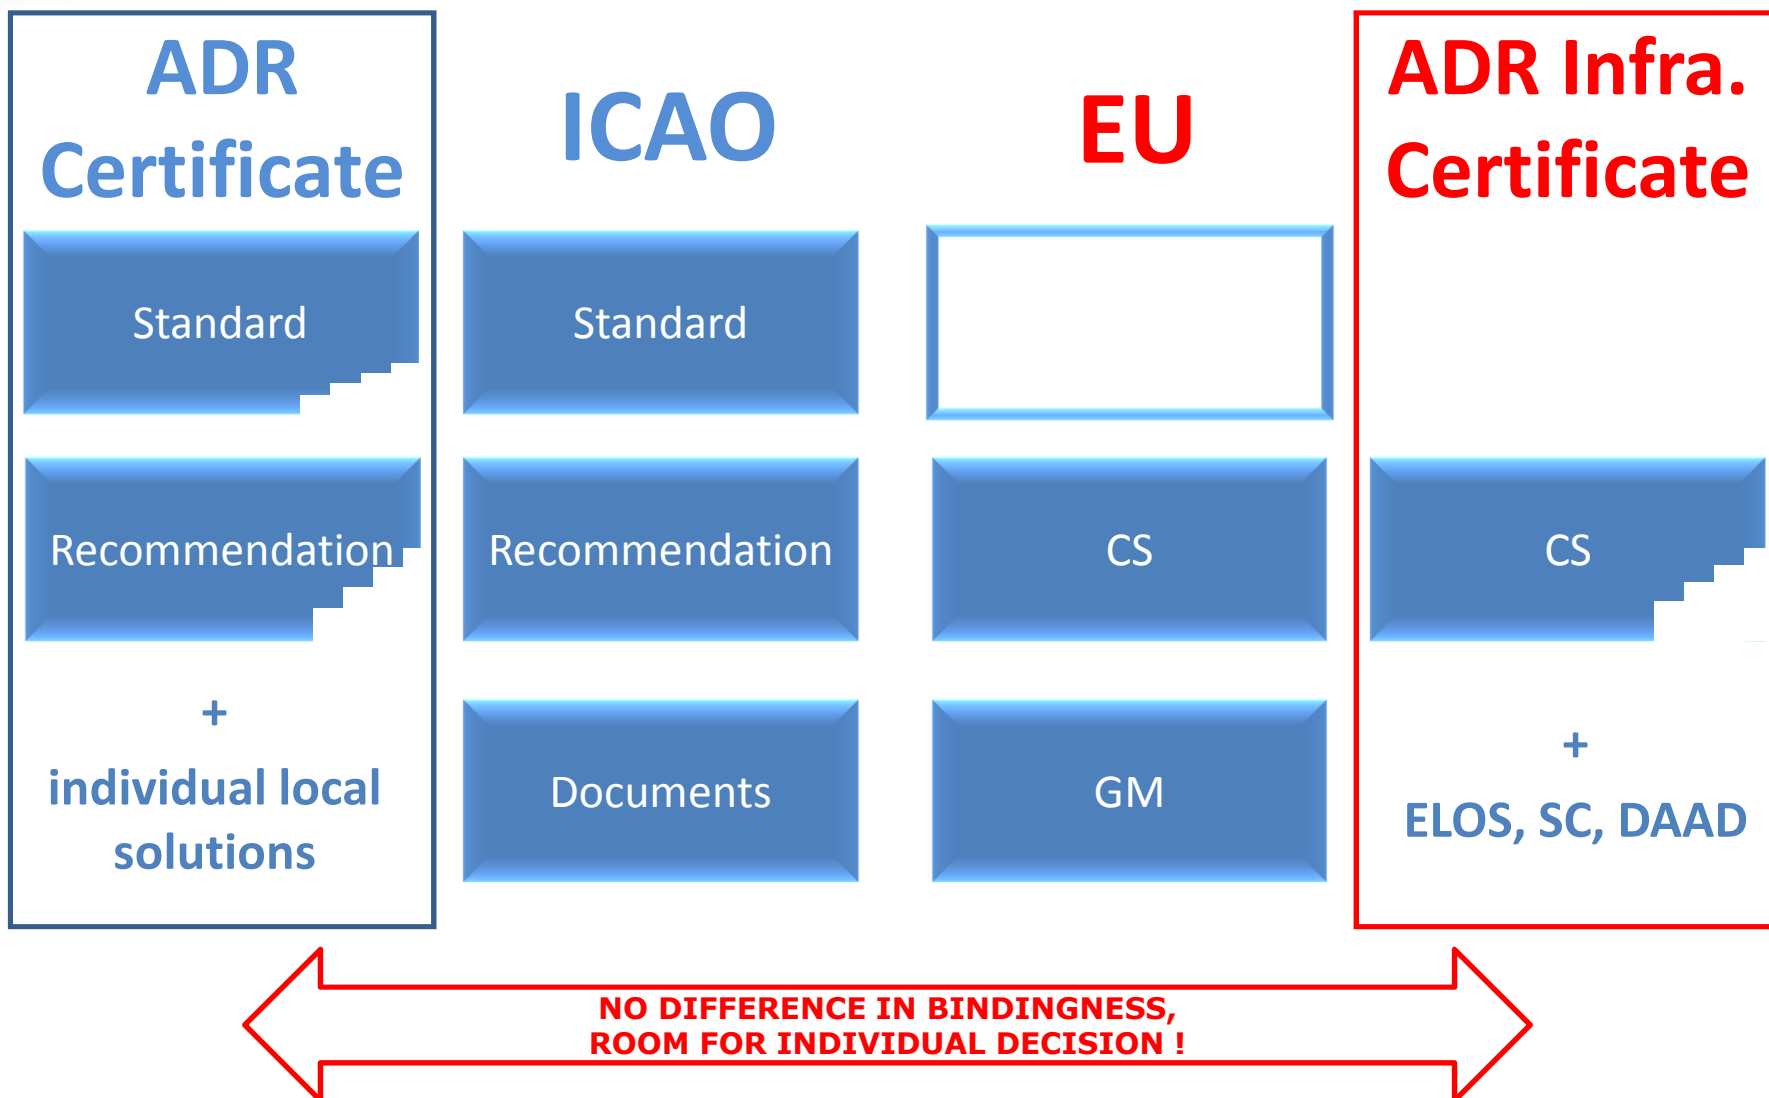 ADR
Certificate
Standard
Recommendation
+
individual local
solutions
ICAO
Standard
Recommendation
Documents
EU
CS
GM
ADR Infra.
Certificate
CS
+
ELOS, SC, DAAD
NO DIFFERENCE IN BINDINGNESS,
ROOM FOR INDIVIDUAL DECISION !